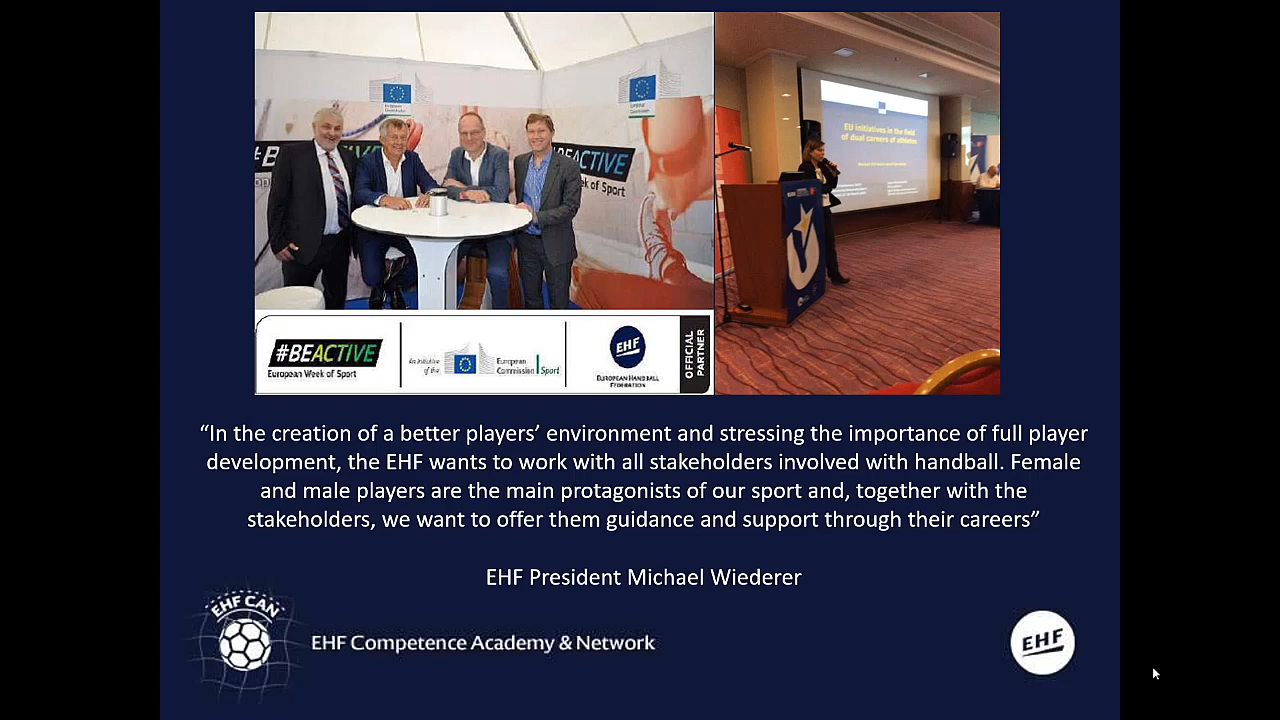 European
Commission
European
Commission
#BEACTIVE
Week of Sport
EU initiatives in the field
of dual careers of athletes
#BEACTIVE
European Week of Sport
An initiative
of the
European
Commission
Sport
EHF
EUROPEAN HANDBALL
FEDERATION
OFFICIAL
PARTNER
“In the creation of a better players’ environment and stressing the importance of full player
development, the EHF wants to work with all stakeholders involved with handball. Female
and male players are the main protagonists of our sport and, together with the
stakeholders, we want to offer them guidance and support through their careers”
EHF President Michael Wiederer
EHF CAN
EHF Competence Academy & Network
EHF